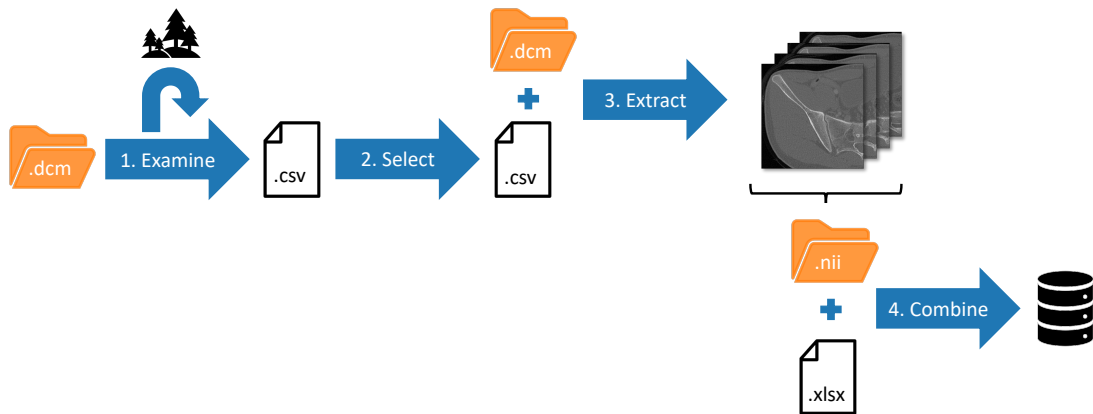 .dcm
1. Examine
.csv
2. Select
.dcm
.csv
3. Extract
.nii
.xlsx
4. Combine